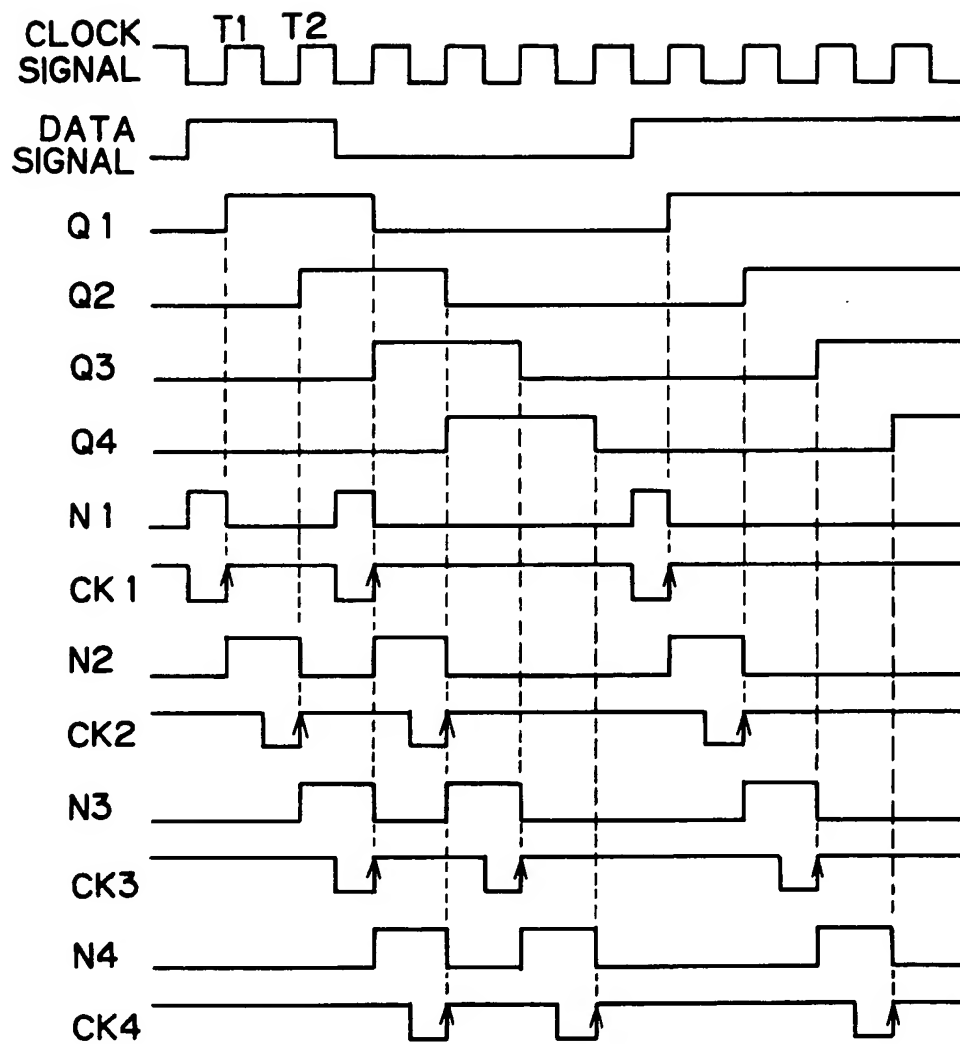 T1 T2
CLOCK
SIGNAL
DATA
SIGNAL
Q1
Q2
Q3
Q4
N1
CK1
N2
CK2
N3
CK3
N4
CK4